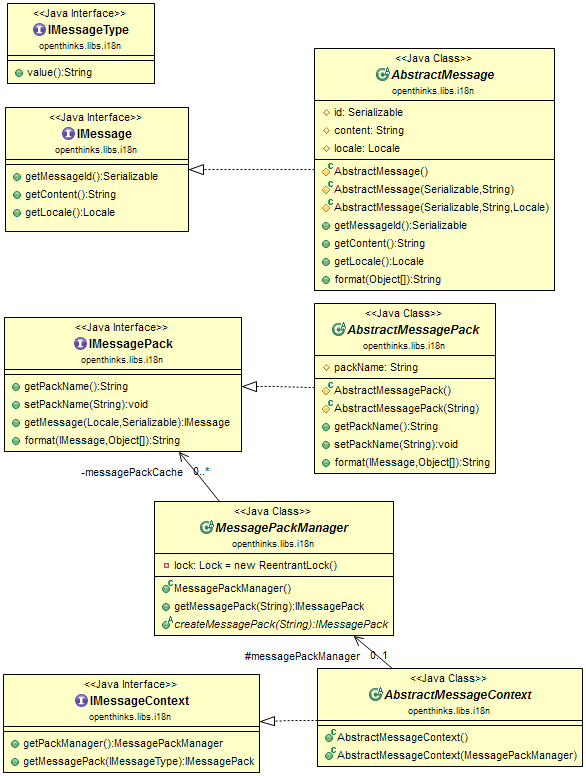 <<Java Interface>>
IMessageType
openthinks.libs.i18n
value():String
<<Java Class>>
AbstractMessage
openthinks.libs.i18n
id: Serializable
content: String
locale: Locale
AbstractMessage()
AbstractMessage(Serializable,String)
AbstractMessage(Serializable,String,Locale)
getMessageId():Serializable
getContent():String
getLocale():Locale
format(Object[]):String
<<Java Interface>>
IMessage
openthinks.libs.i18n
getMessageId():Serializable
getContent():String
getLocale():Locale
<<Java Interface>>
IMessagePack
openthinks.libs.i18n
getPackName():String
setPackName(String):void
getMessage(Locale,Serializable):IMessage
format(IMessage,Object[]):String
<<Java Class>>
AbstractMessagePack
openthinks.libs.i18n
packName: String
AbstractMessagePack()
AbstractMessagePack(String)
getPackName():String
setPackName(String):void
format(IMessage,Object[]):String
-messagePackCache 0..*
<<Java Class>>
MessagePackManager
openthinks.libs.i18n
lock: Lock = new ReentrantLock()
MessagePackManager()
getMessagePack(String):IMessagePack
createMessagePack(String):IMessagePack
#messagePackManager 0..1
<<Java Interface>>
IMessageContext
openthinks.libs.i18n
getPackManager():MessagePackManager
getMessagePack(IMessageType):IMessagePack
<<Java Class>>
AbstractMessageContext
openthinks.libs.i18n
AbstractMessageContext()
AbstractMessageContext(MessagePackManager)